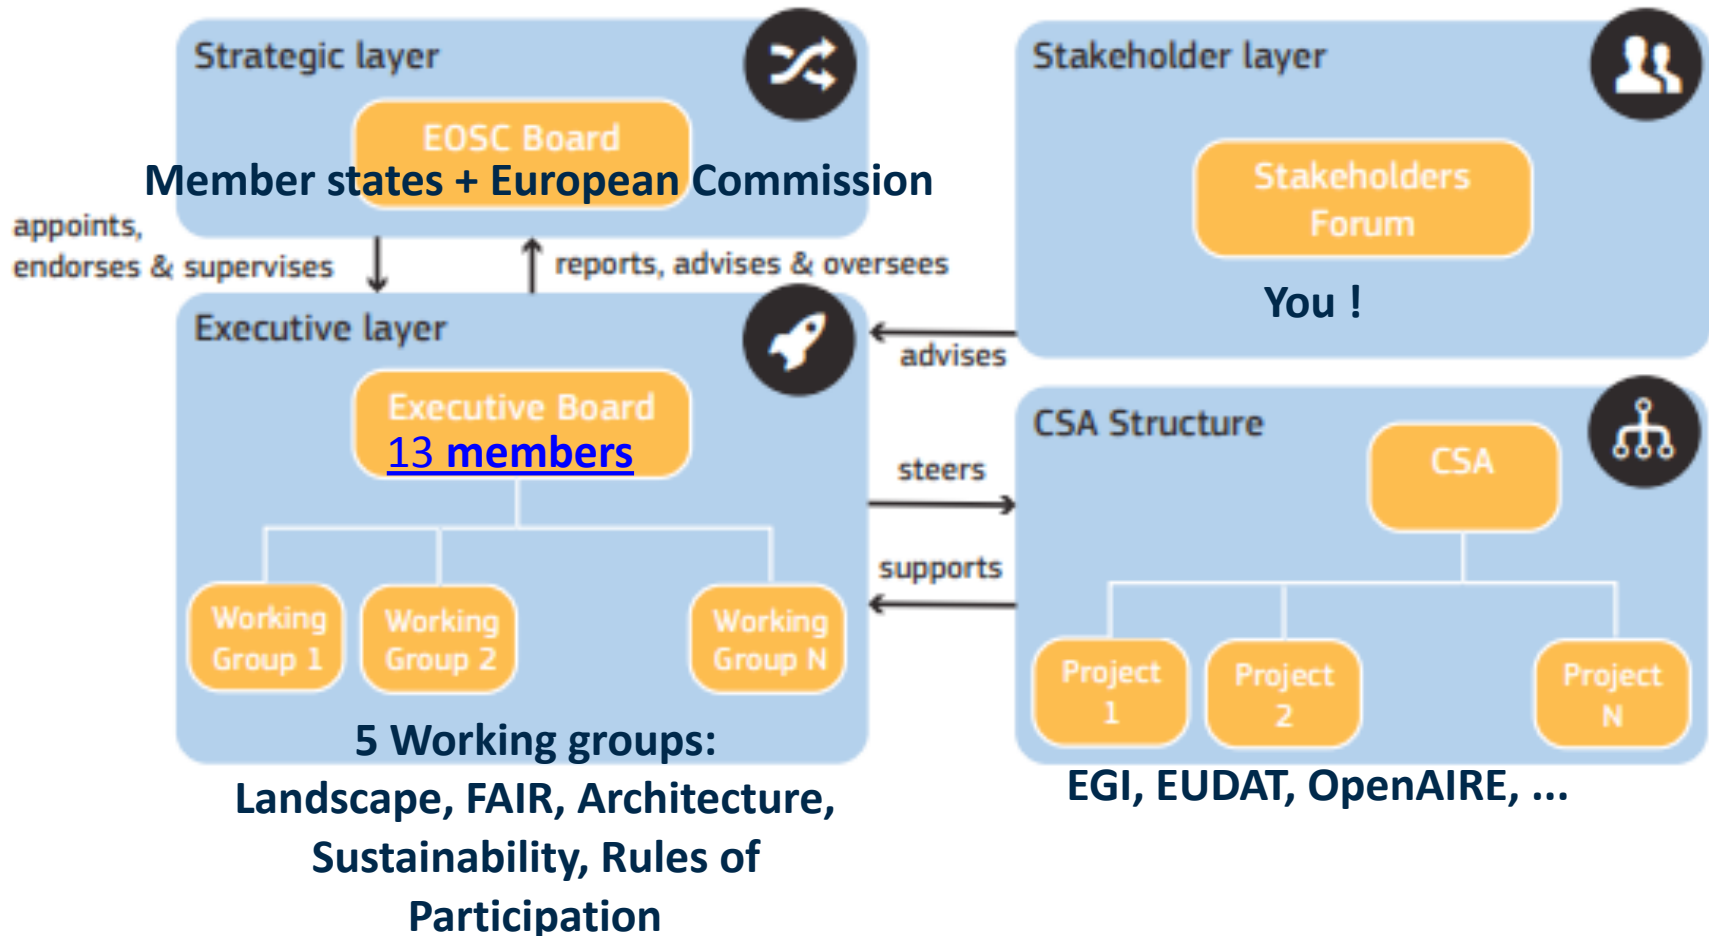 Strategic layer
EOSC Board
Member states + European Commission
appoints,
endorses & supervises
reports, advises & oversees
Stakeholder layer
Stakeholders
Forum
You !
advises
Executive layer
Executive Board
13 members
Working
Group 1
Working
Group 2
Working
Group N
5 Working groups:
Landscape, FAIR, Architecture,
Sustainability, Rules of
Participation
steers
supports
CSA Structure
CSA
Project
1
Project
2
Project
N
EGI, EUDAT, OpenAIRE, ...